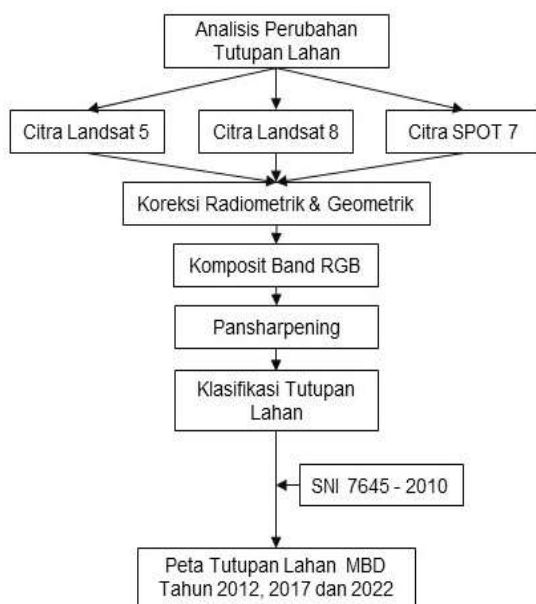 Analisis Perubahan
Tutupan Lahan
Citra Landsat 5
Citra Landsat 8
Citra SPOT 7
Koreksi Radiometrik & Geometrik
Komposit Band RGB
Pansharpening
Klasifikasi Tutupan
Lahan
SNI 7645 - 2010
Peta Tutupan Lahan MBD
Tahun 2012, 2017 dan 2022